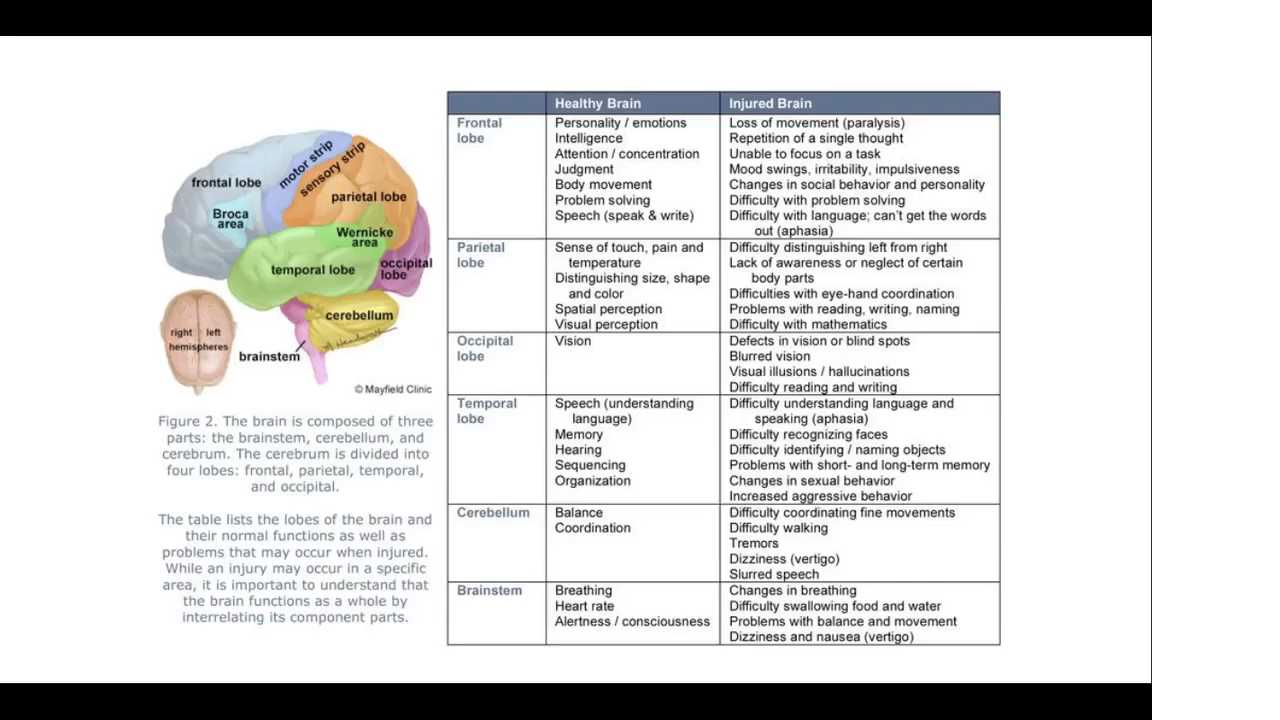 frontal lobe
motor strip
sensory strip
parietal lobe
Broca
area
Wernicke
area
temporal lobe
occipital
lobe
cerebellum
right left
hemispheres
brainstem
© Mayfield Clinic
Figure 2. The brain is composed of three
parts: the brainstem, cerebellum, and
cerebrum. The cerebrum is divided into
four lobes: frontal, parietal, temporal,
and occipital.
The table lists the lobes of the brain and
their normal functions as well as
problems that may occur when injured.
While an injury may occur in a specific
area, it is important to understand that
the brain functions as a whole by
interrelating its component parts.
Healthy Brain Injured Brain
Frontal Personality / emotions Loss of movement (paralysis)
lobe Intelligence Repetition of a single thought
Attention / concentration Unable to focus on a task
Judgment Mood swings, irritability, impulsiveness
Body movement Changes in social behavior and personality
Problem solving Difficulty with problem solving
Speech (speak & write) Difficulty with language; can't get the words
out (aphasia)
Parietal Sense of touch, pain and Difficulty distinguishing left from right
lobe temperature Lack of awareness or neglect of certain
Distinguishing size, shape body parts
and color Difficulties with eye-hand coordination
Spatial perception Problems with reading, writing, naming
Visual perception Difficulty with mathematics
Occipital Vision Defects in vision or blind spots
lobe Blurred vision
Visual illusions / hallucinations
Difficulty reading and writing
Temporal Speech (understanding Difficulty understanding language and
lobe language) speaking (aphasia)
Memory Difficulty recognizing faces
Hearing Difficulty identifying / naming objects
Sequencing Problems with short- and long-term memory
Organization Changes in sexual behavior
Increased aggressive behavior
Cerebellum Balance Difficulty coordinating fine movements
Coordination Difficulty walking
Tremors
Dizziness (vertigo)
Slurred speech
Brainstem Breathing Changes in breathing
Heart rate Difficulty swallowing food and water
Alertness / consciousness Problems with balance and movement
Dizziness and nausea (vertigo)